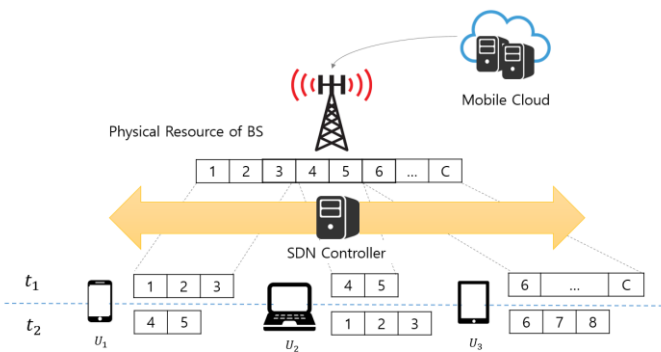 Mobile Cloud
Physical Resource of BS
1 2 3 4 5 6 ... C
SDN Controller
t₁ 1 2 3 4 5 6 ... C
t₂ 4 5 1 2 3 6 7 8
U₁ U₂ U₃